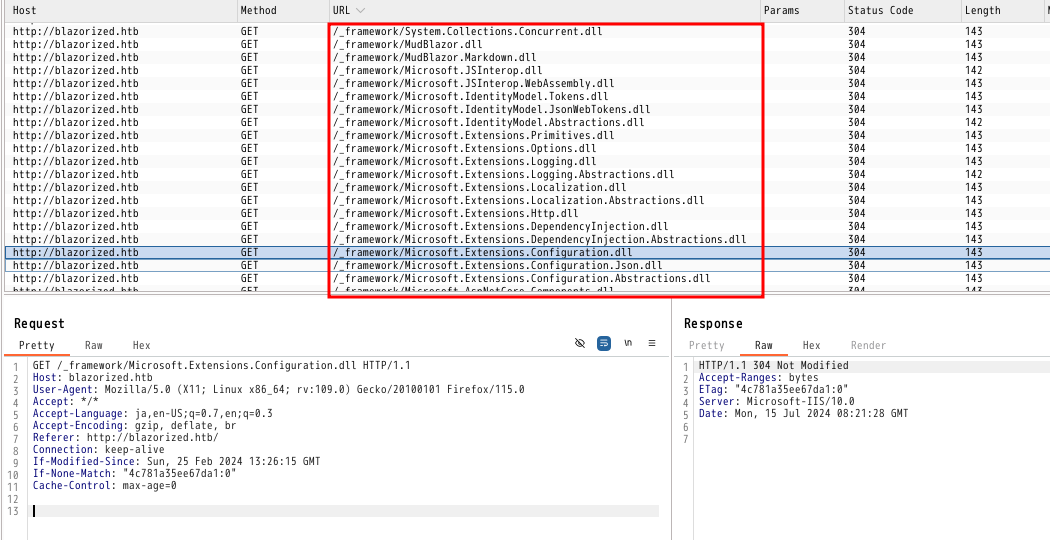 Host Method URL Params Status Code Length
http://blazorized.htb GET /_framework/System.Collections.Concurrent.dll 304 143
http://blazorized.htb GET /_framework/MudBlazor.dll 304 143
http://blazorized.htb GET /_framework/MudBlazor.Markdown.dll 304 143
http://blazorized.htb GET /_framework/Microsoft.JSInterop.dll 304 142
http://blazorized.htb GET /_framework/Microsoft.JSInterop.WebAssembly.dll 304 143
http://blazorized.htb GET /_framework/Microsoft.IdentityModel.Tokens.dll 304 143
http://blazorized.htb GET /_framework/Microsoft.IdentityModel.JsonWebTokens.dll 304 143
http://blazorized.htb GET /_framework/Microsoft.IdentityModel.Abstractions.dll 304 142
http://blazorized.htb GET /_framework/Microsoft.Extensions.Primitives.dll 304 143
http://blazorized.htb GET /_framework/Microsoft.Extensions.Options.dll 304 143
http://blazorized.htb GET /_framework/Microsoft.Extensions.Logging.dll 304 143
http://blazorized.htb GET /_framework/Microsoft.Extensions.Logging.Abstractions.dll 304 142
http://blazorized.htb GET /_framework/Microsoft.Extensions.Localization.dll 304 143
http://blazorized.htb GET /_framework/Microsoft.Extensions.Localization.Abstractions.dll 304 143
http://blazorized.htb GET /_framework/Microsoft.Extensions.Http.dll 304 143
http://blazorized.htb GET /_framework/Microsoft.Extensions.DependencyInjection.dll 304 143
http://blazorized.htb GET /_framework/Microsoft.Extensions.DependencyInjection.Abstractions.dll 304 143
http://blazorized.htb GET /_framework/Microsoft.Extensions.Configuration.dll 304 143
http://blazorized.htb GET /_framework/Microsoft.Extensions.Configuration.Json.dll 304 143
http://blazorized.htb GET /_framework/Microsoft.Extensions.Configuration.Abstractions.dll 304 143
http://blazorized.htb GET /_framework/Microsoft.AspNetCore.Components.dll 304 143
Request
Pretty Raw Hex
\n
1 GET /_framework/Microsoft.Extensions.Configuration.dll HTTP/1.1
2 Host: blazorized.htb
3 User-Agent: Mozilla/5.0 (X11; Linux x86_64; rv:109.0) Gecko/20100101 Firefox/115.0
4 Accept: */*
5 Accept-Language: ja,en-US;q=0.7,en;q=0.3
6 Accept-Encoding: gzip, deflate, br
7 Referer: http://blazorized.htb/
8 Connection: keep-alive
9 If-Modified-Since: Sun, 25 Feb 2024 13:26:15 GMT
10 If-None-Match: "4c781a35ee67da1:0"
11 Cache-Control: max-age=0
12
13
Response
Pretty Raw Hex Render
1 HTTP/1.1 304 Not Modified
2 Accept-Ranges: bytes
3 ETag: "4c781a35ee67da1:0"
4 Server: Microsoft-IIS/10.0
5 Date: Mon, 15 Jul 2024 08:21:28 GMT
6
7